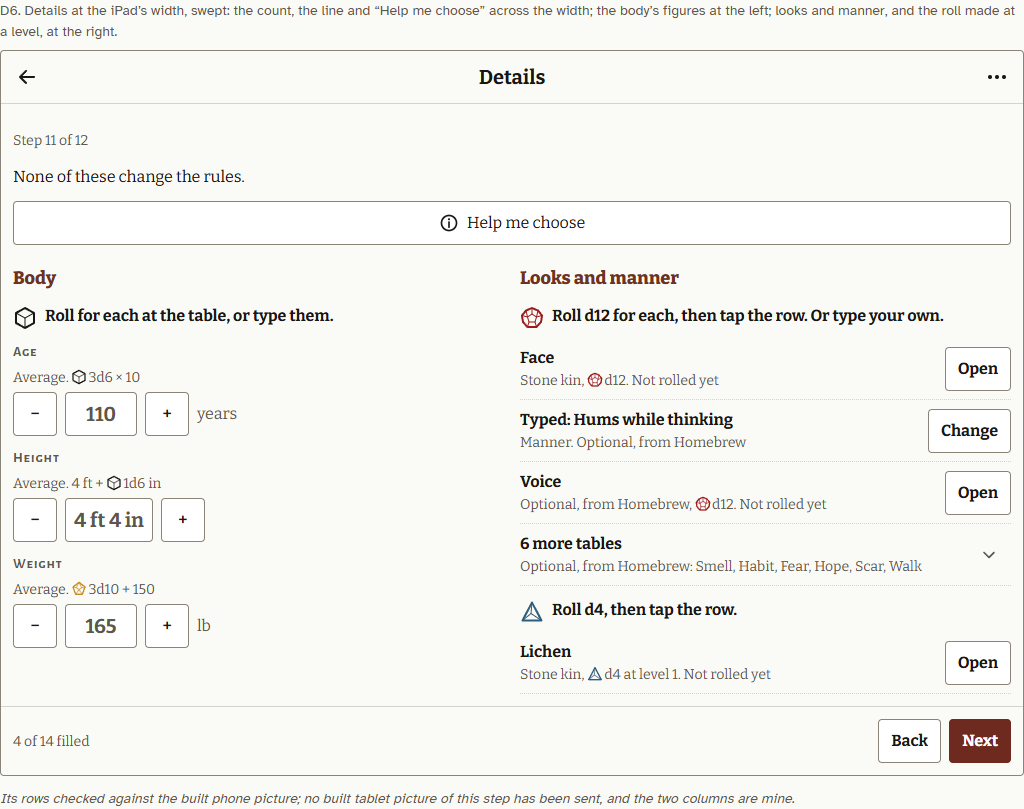 D6. Details at the iPad's width, swept: the count, the line and “Help me choose” across the width; the body's figures at the left; looks and manner, and the roll made at
a level, at the right.
Details
Step 11 of 12
None of these change the rules.
Help me choose
Body
Roll for each at the table, or type them.
AGE
Average. 3d6 × 10
− 110 + years
HEIGHT
Average. 4 ft + 1d6 in
− 4 ft 4 in +
WEIGHT
Average. 3d10 + 150
− 165 + lb
Looks and manner
Roll d12 for each, then tap the row. Or type your own.
Face
Stone kin, d12. Not rolled yet
Open
Typed: Hums while thinking
Manner. Optional, from Homebrew
Change
Voice
Optional, from Homebrew, d12. Not rolled yet
Open
6 more tables
Optional, from Homebrew: Smell, Habit, Fear, Hope, Scar, Walk
Roll d4, then tap the row.
Lichen
Stone kin, d4 at level 1. Not rolled yet
Open
4 of 14 filled
Back
Next
Its rows checked against the built phone picture; no built tablet picture of this step has been sent, and the two columns are mine.